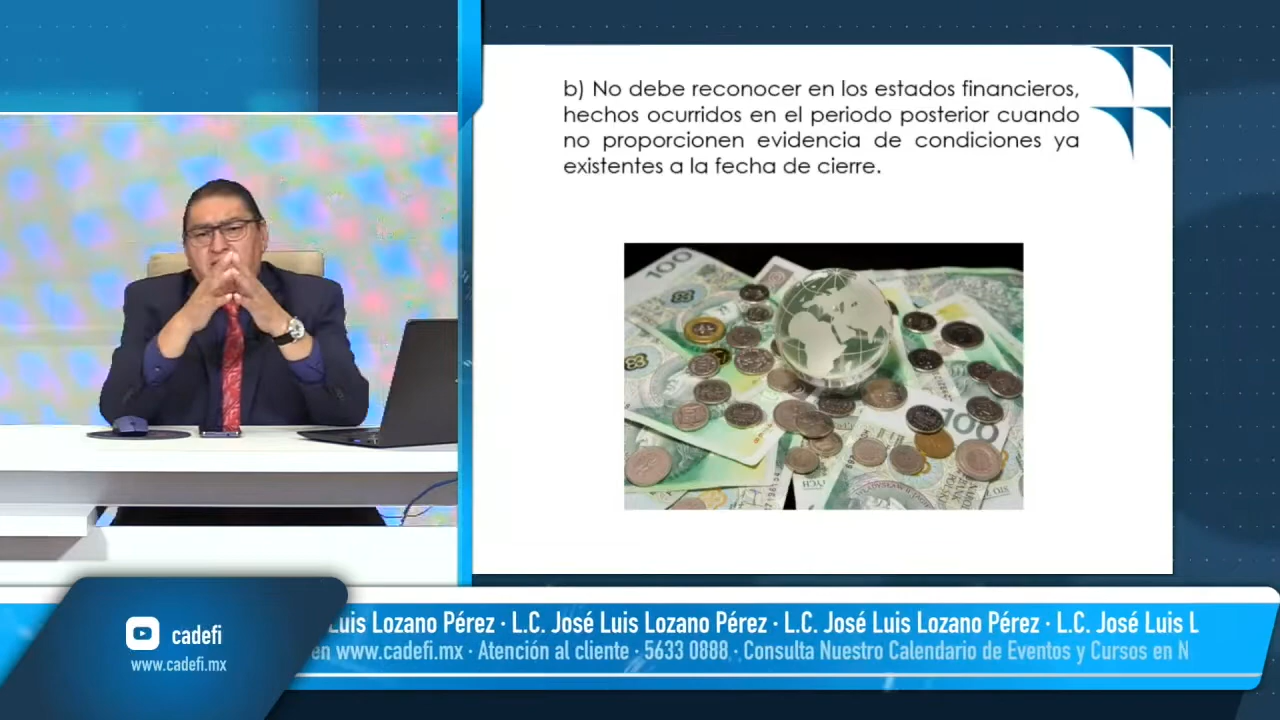 b) No debe reconocer en los estados financieros,
hechos ocurridos en el periodo posterior cuando
no proporcionen evidencia de condiciones ya
existentes a la fecha de cierre.
100
100
cadefi
www.cadefi.mx
Luis Lozano Pérez · L.C. José Luis Lozano Pérez · L.C. José Luis Lozano Pérez · L.C. José Luis L
en www.cadefi.mx · Atención al cliente · 5633 0888 · Consulta Nuestro Calendario de Eventos y Cursos en N